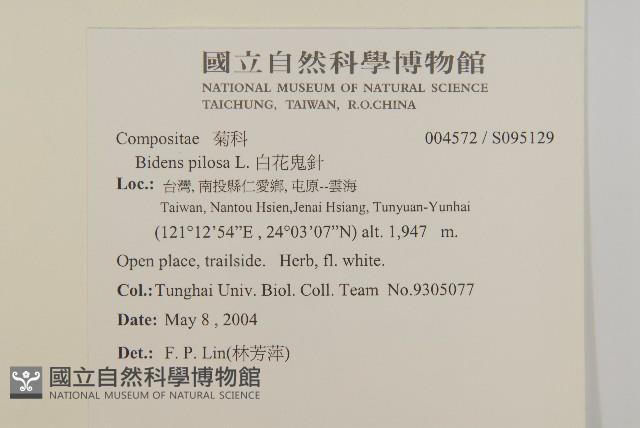 國立自然科學博物館
NATIONAL MUSEUM OF NATURAL SCIENCE
TAICHUNG, TAIWAN, R.O.CHINA
Compositae 菊科 004572 / S095129
Bidens pilosa L. 白花鬼針
Loc.: 台灣, 南投縣仁愛鄉, 屯原--雲海
Taiwan, Nantou Hsien,Jenai Hsiang, Tunyuan-Yunhai
(121°12’54”E , 24°03’07”N) alt. 1,947 m.
Open place, trailside. Herb, fl. white.
Col.: Tunghai Univ. Biol. Coll. Team No.9305077
Date: May 8 , 2004
Det.: F. P. Lin(林芳萍)
國立自然科學博物館
NATIONAL MUSEUM OF NATURAL SCIENCE